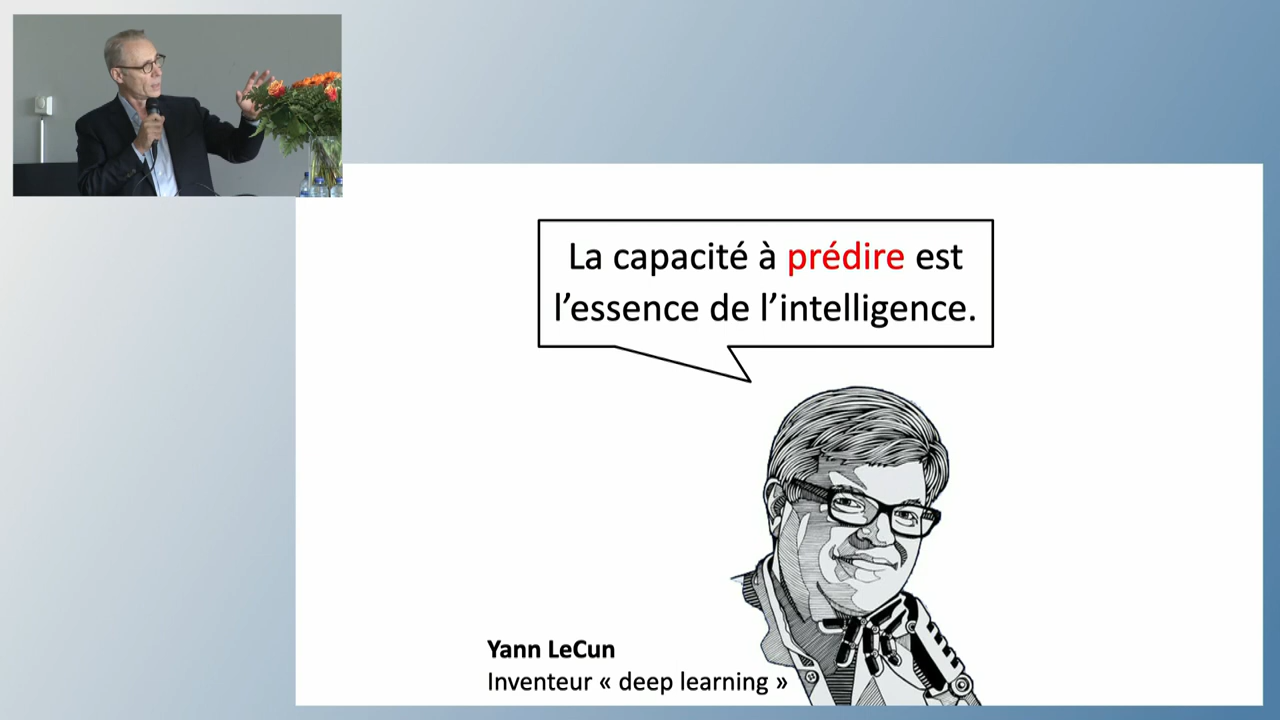 La capacité à prédire est
l’essence de l’intelligence.
Yann LeCun
Inventeur « deep learning »